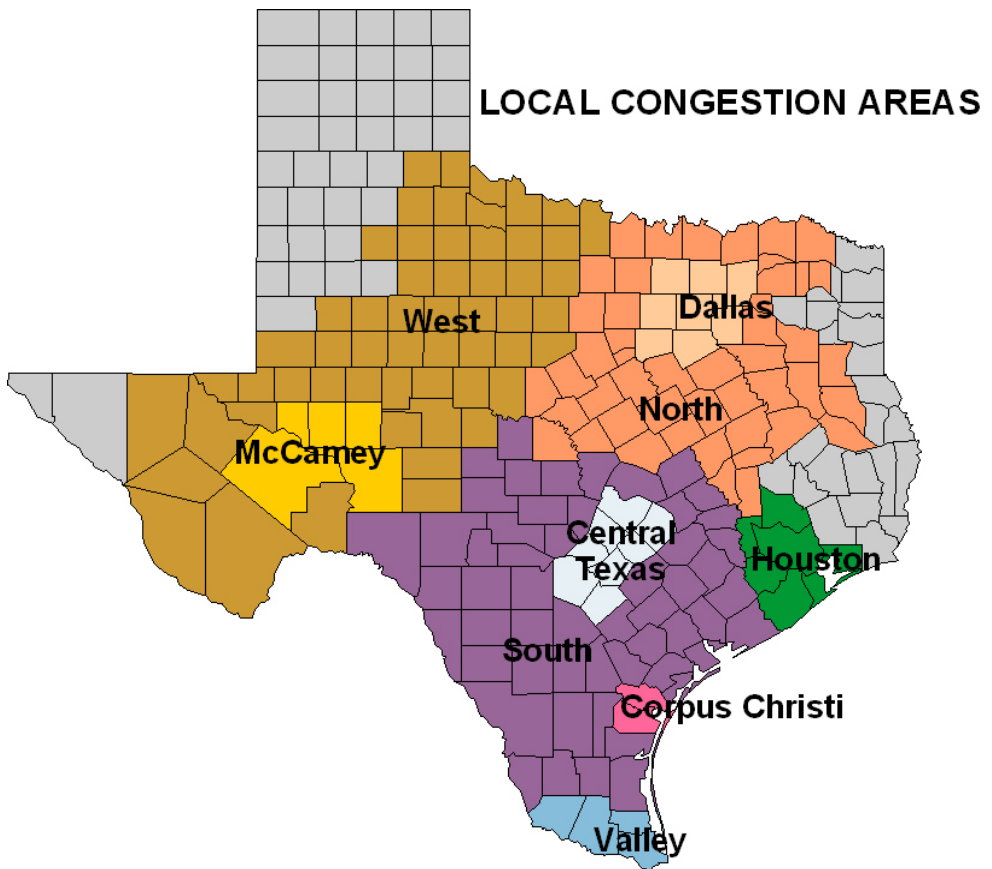 LOCAL CONGESTION AREAS
Dallas
West
North
McCamey
Central
Texas
Houston
South
Corpus Christi
Valley